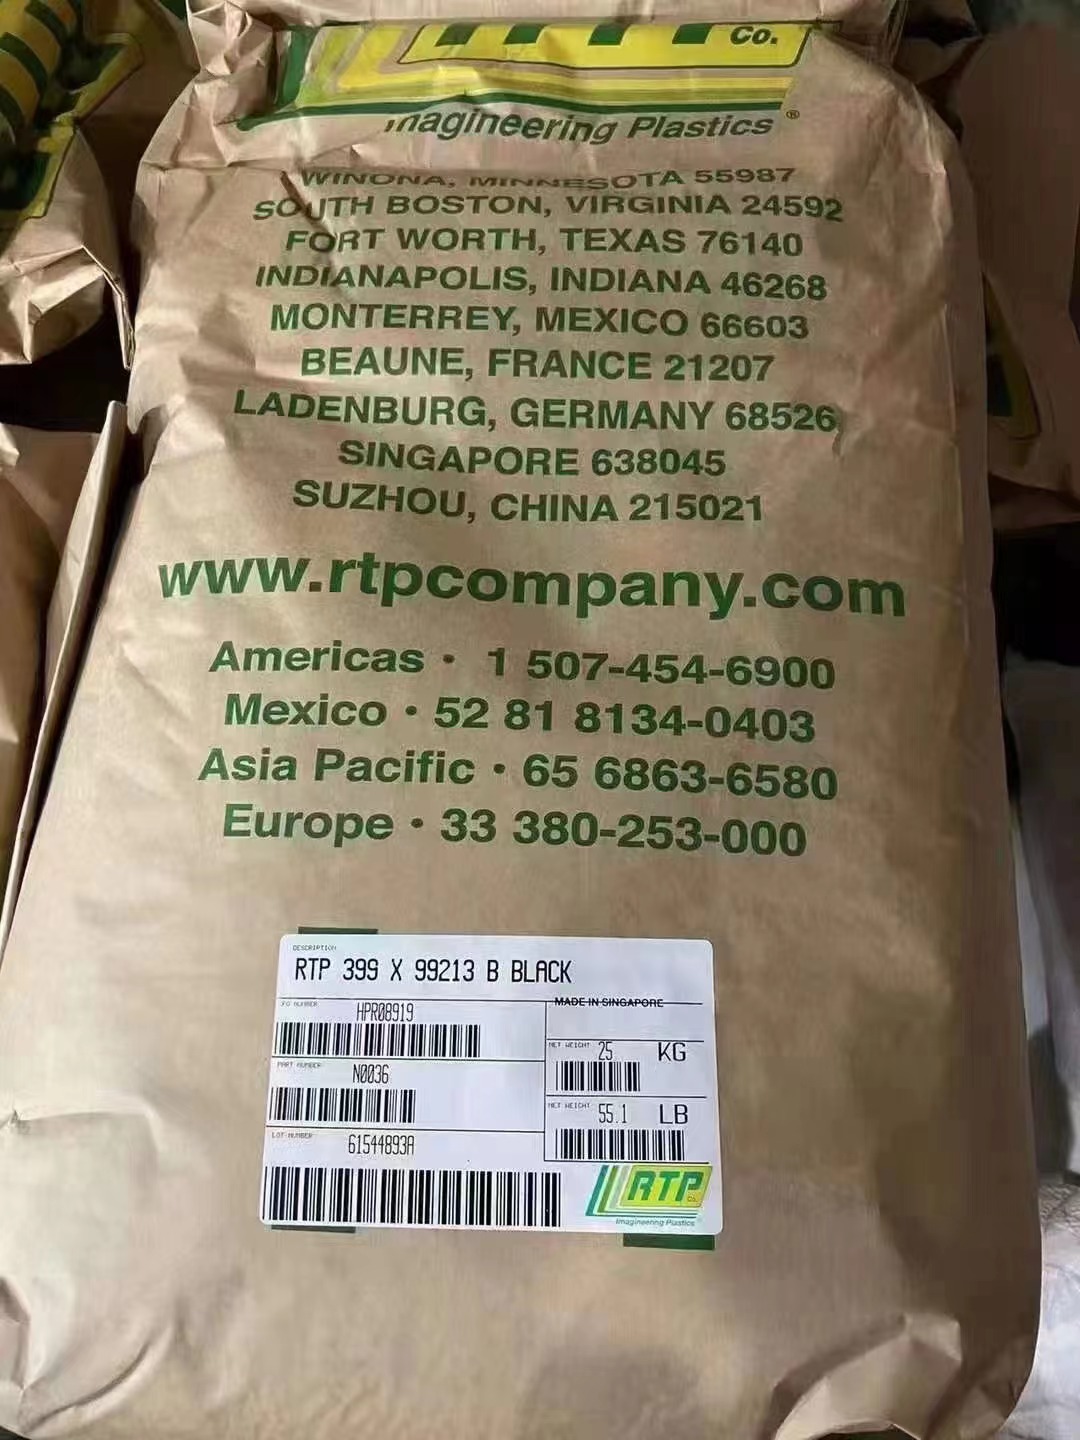 Co.
Imagineering Plastics ®
WINONA, MINNESOTA 55987
SOUTH BOSTON, VIRGINIA 24592
FORT WORTH, TEXAS 76140
INDIANAPOLIS, INDIANA 46268
MONTERREY, MEXICO 66603
BEAUNE, FRANCE 21207
LADENBURG, GERMANY 68526
SINGAPORE 638045
SUZHOU, CHINA 215021
www.rtpcompany.com
Americas · 1 507-454-6900
Mexico · 52 81 8134-0403
Asia Pacific · 65 6863-6580
Europe · 33 380-253-000
DESCRIPTION
RTP 399 X 99213 B BLACK
PO NUMBER
HPR08919
MADE IN SINGAPORE
NET WEIGHT 25 KG
PART NUMBER
N0036
NET WEIGHT 55.1 LB
LOT NUMBER
61544893A
RTP Co.
Imagineering Plastics